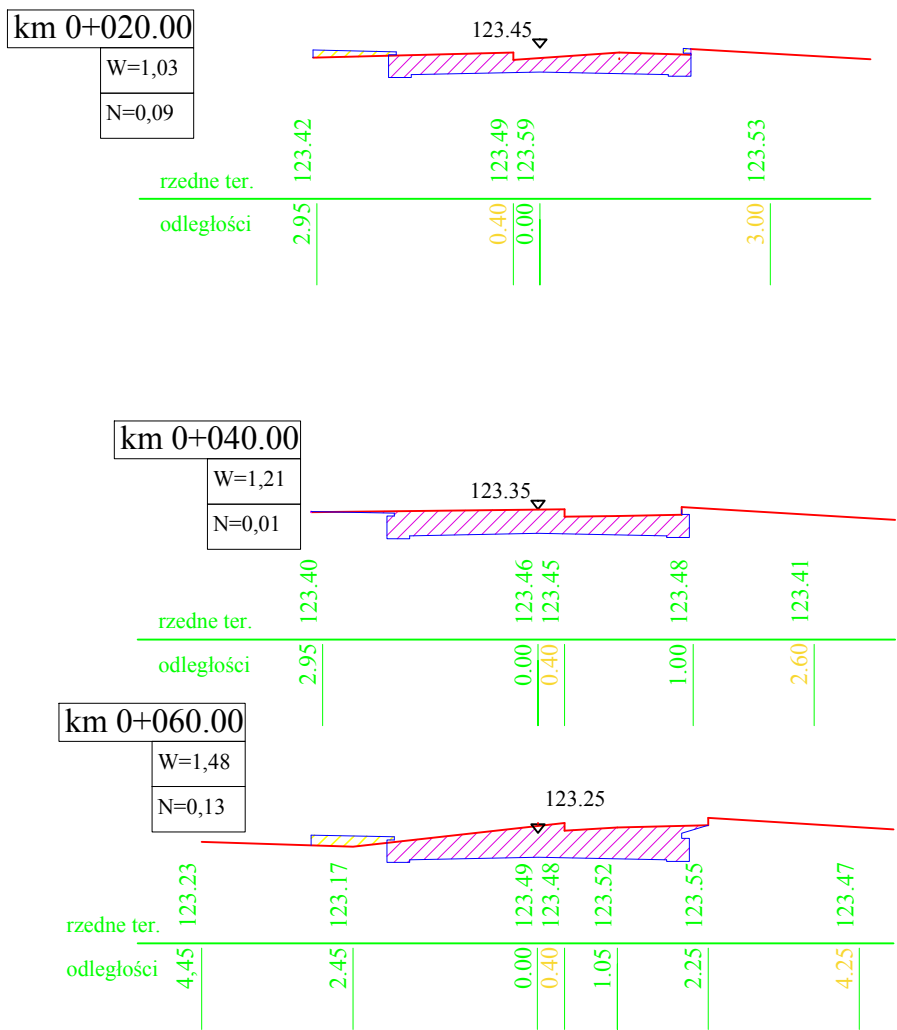 km 0+020.00
W=1,03
N=0,09
123.45
rzedne ter. 123.42 123.49 123.59 123.53
odległości 2.95 0.40 0.00 3.00
km 0+040.00
W=1,21
N=0,01
123.35
rzedne ter. 123.40 123.46 123.45 123.48 123.41
odległości 2.95 0.00 0.40 1.00 2.60
km 0+060.00
W=1,48
N=0,13
123.25
rzedne ter. 123.23 123.17 123.49 123.48 123.52 123.55 123.47
odległości 4,45 2.45 0.00 0.40 1.05 2.25 4.25